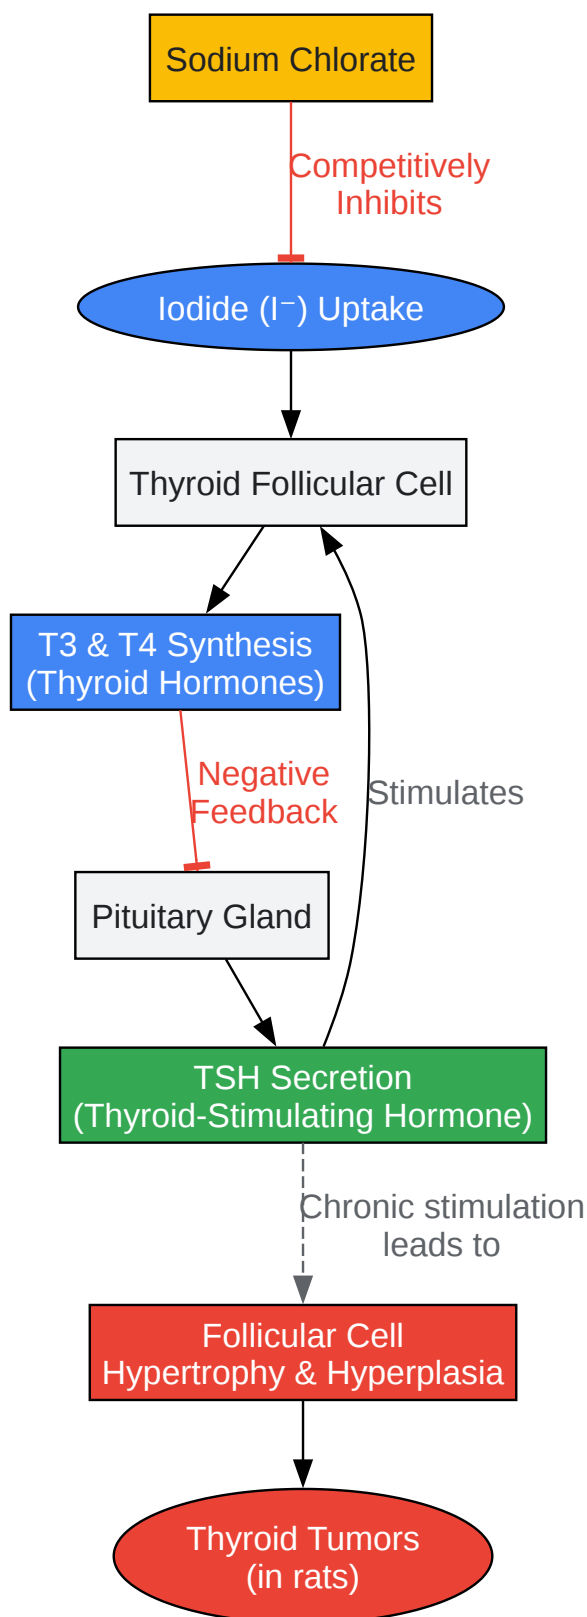 Sodium Chlorate
Competitively
Inhibits
Iodide (I⁻) Uptake
Thyroid Follicular Cell
T3 & T4 Synthesis
(Thyroid Hormones)
Negative
Feedback
Stimulates
Pituitary Gland
TSH Secretion
(Thyroid-Stimulating Hormone)
Chronic stimulation
leads to
Follicular Cell
Hypertrophy & Hyperplasia
Thyroid Tumors
(in rats)